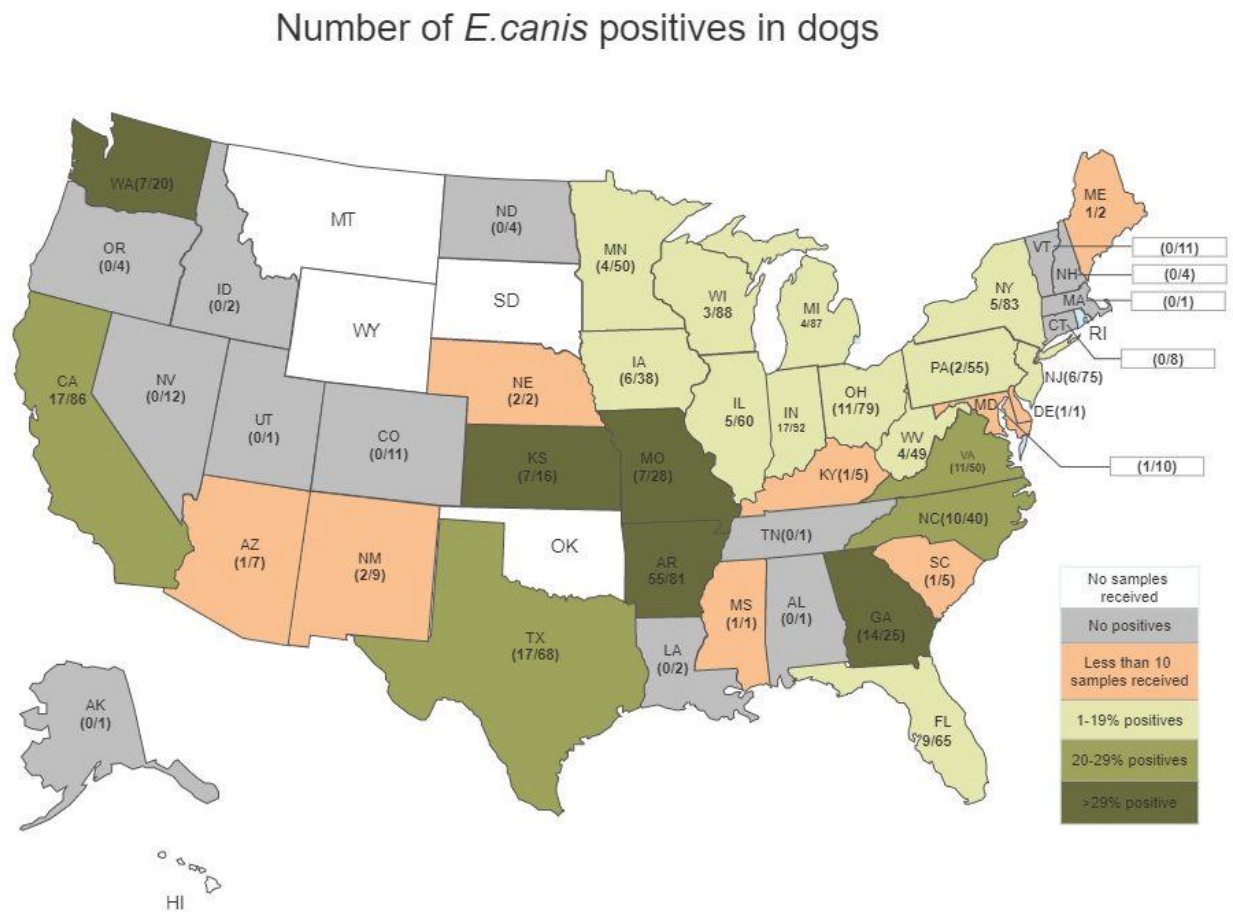 Number of E.canis positives in dogs
WA(7/20)
OR
(0/4)
ID
(0/2)
MT
WY
ND
(0/4)
SD
NE
(2/2)
CA
17/86
NV
(0/12)
UT
(0/1)
CO
(0/11)
KS
(7/16)
AZ
(1/7)
NM
(2/9)
OK
TX
(17/68)
MN
(4/50)
IA
(6/38)
MO
(7/28)
AR
55/81
LA
(0/2)
WI
3/88
IL
5/60
MI
4/87
IN
17/92
OH
(11/79)
KY(1/5)
TN(0/1)
MS
(1/1)
AL
(0/1)
GA
(14/25)
FL
9/65
SC
(1/5)
NC(10/40)
VA
(11/50)
WV
4/49
PA(2/55)
NY
5/83
ME
1/2
VT
(0/11)
NH
(0/4)
MA
(0/1)
CT
(0/8)
RI
NJ(6/75)
MD
DE(1/1)
(1/10)
AK
(0/1)
HI
No samples
received
No positives
Less than 10
samples received
1-19% positives
20-29% positives
>29% positive